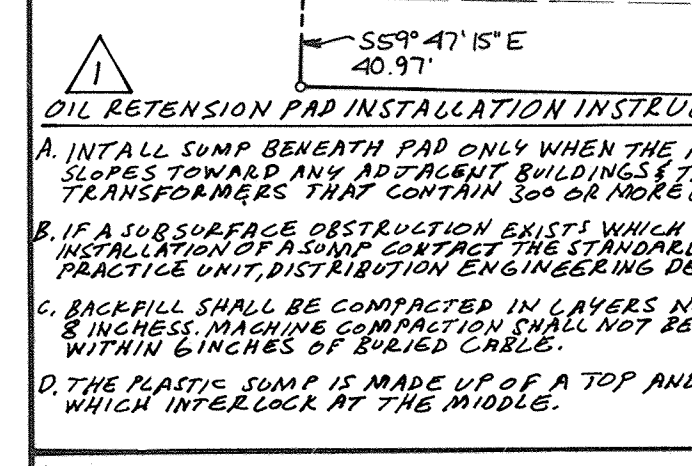 S59° 47' 15" E
40.97'
1
OIL RETENSION PAD INSTALLATION INSTRU
A. INTALL SUMP BENEATH PAD ONLY WHEN THE
SLOPES TOWARD ANY ADJACENT BUILDINGS & T
TRANSFORMERS THAT CONTAIN 300 OR MORE
B. IF A SUBSURFACE OBSTRUCTION EXISTS WHICH
INSTALLATION OF A SUMP CONTACT THE STANDAR
PRACTICE UNIT, DISTRIBUTION ENGINEERING DE
C. BACKFILL SHALL BE COMPACTED IN LAYERS N
8 INCHESS. MACHINE COMPACTION SHALL NOT BE
WITHIN 6 INCHES OF BURIED CABLE.
D. THE PLASTIC SUMP IS MADE UP OF A TOP AND
WHICH INTERLOCK AT THE MIDDLE.